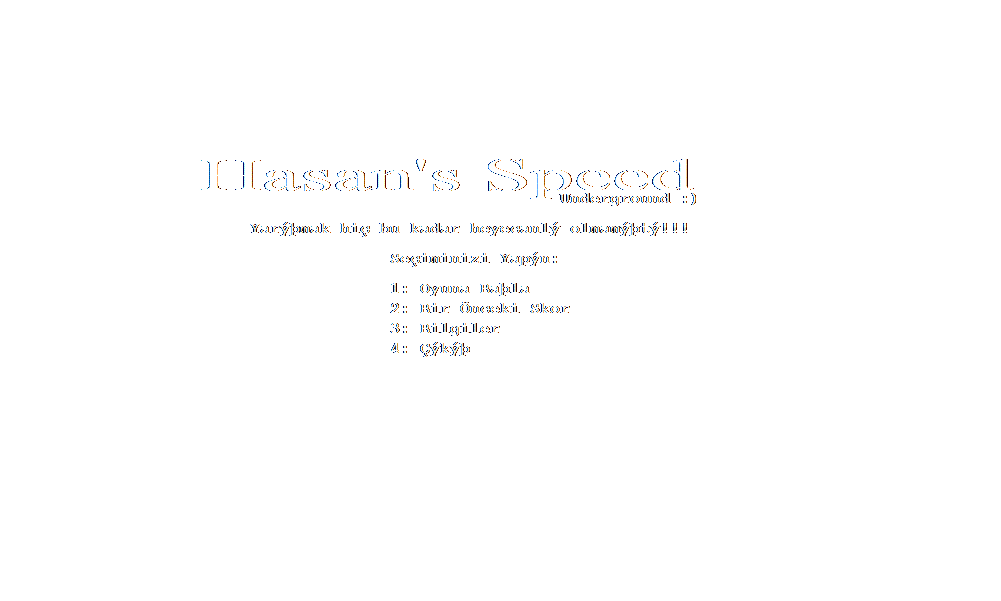 Hasan's Speed
Underground :)
Yarýþmak hiç bu kadar heyecanlý olmamýþtý!!!
Seçiminizi Yapýn:
1: Oyuna Baþla
2: Bir Önceki Skor
3: Bilgiler
4: Çýkýþ